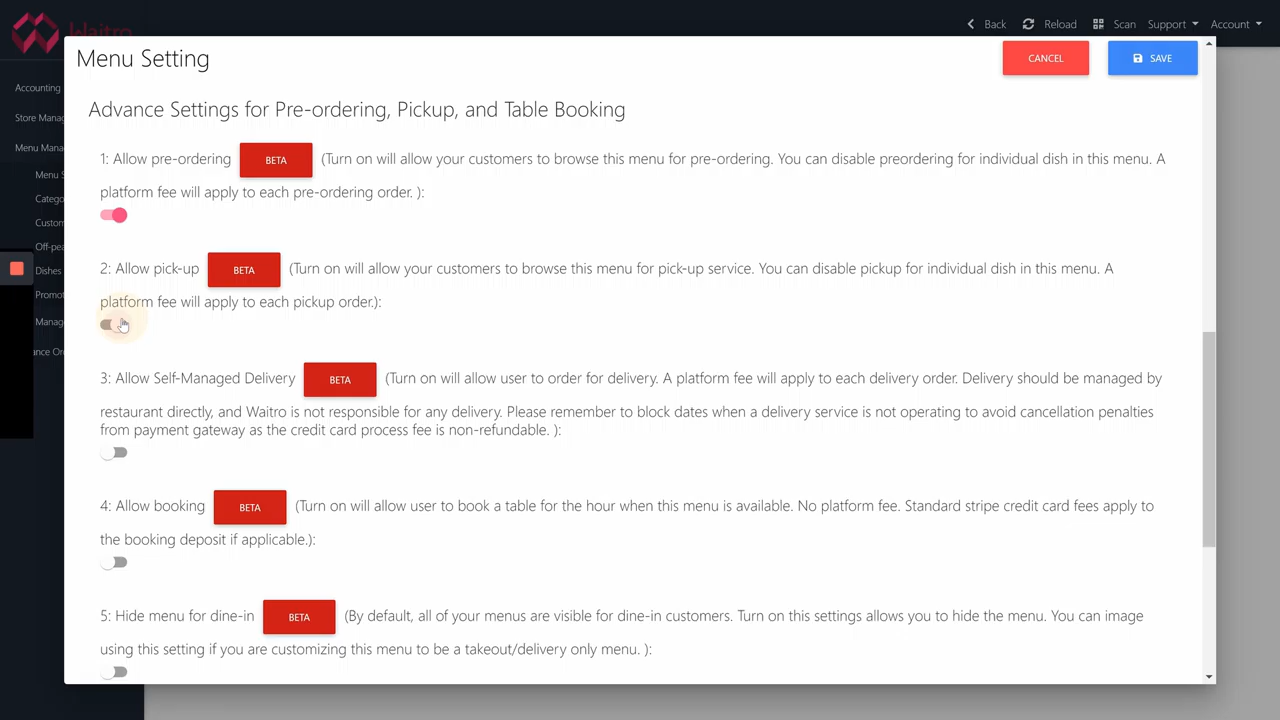 Waitro
Back Reload Scan Support Account
Menu Setting
CANCEL SAVE
Accounting
Store Manag
Menu Mana
Menu S
Catego
Custom
Off-pea
Dishes
Promot
Manag
ance Or
Advance Settings for Pre-ordering, Pickup, and Table Booking
1: Allow pre-ordering BETA (Turn on will allow your customers to browse this menu for pre-ordering. You can disable preordering for individual dish in this menu. A
platform fee will apply to each pre-ordering order. ):
2: Allow pick-up BETA (Turn on will allow your customers to browse this menu for pick-up service. You can disable pickup for individual dish in this menu. A
platform fee will apply to each pickup order.):
3: Allow Self-Managed Delivery BETA (Turn on will allow user to order for delivery. A platform fee will apply to each delivery order. Delivery should be managed by
restaurant directly, and Waitro is not responsible for any delivery. Please remember to block dates when a delivery service is not operating to avoid cancellation penalties
from payment gateway as the credit card process fee is non-refundable. ):
4: Allow booking BETA (Turn on will allow user to book a table for the hour when this menu is available. No platform fee. Standard stripe credit card fees apply to
the booking deposit if applicable.):
5: Hide menu for dine-in BETA (By default, all of your menus are visible for dine-in customers. Turn on this settings allows you to hide the menu. You can image
using this setting if you are customizing this menu to be a takeout/delivery only menu. ):